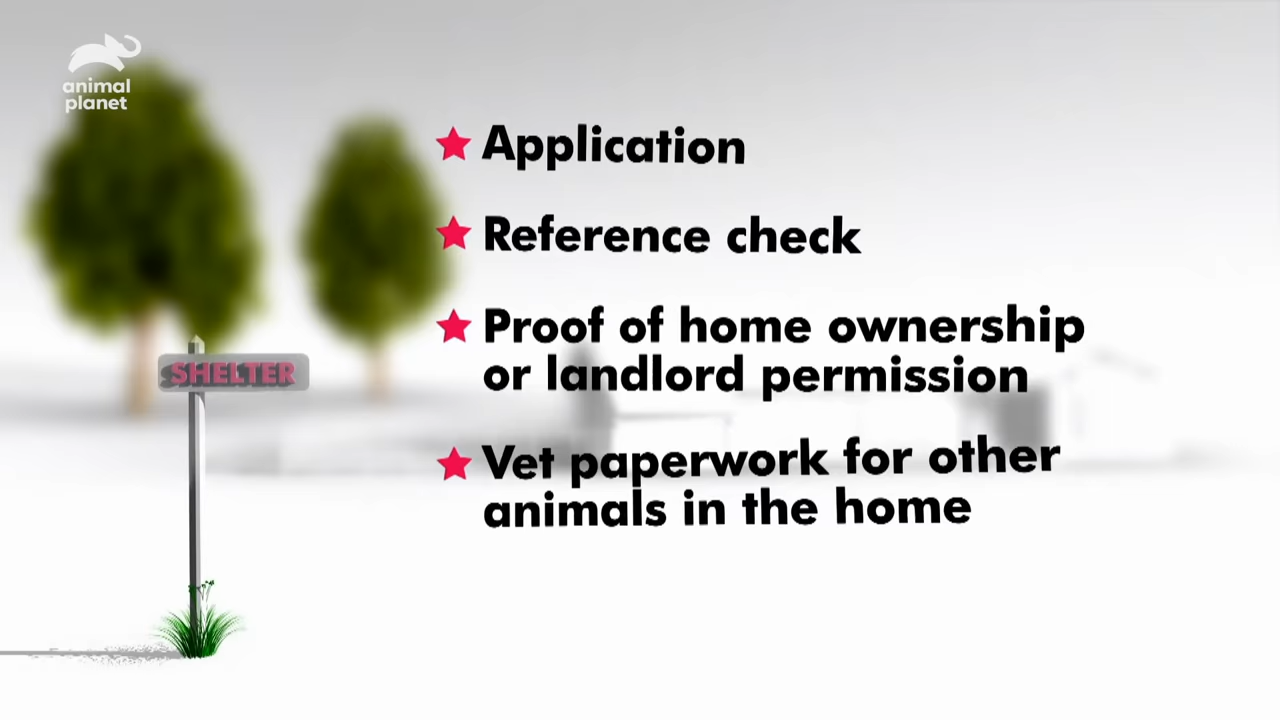 animal
planet
Application
Reference check
Proof of home ownership
or landlord permission
SHELTER
Vet paperwork for other
animals in the home